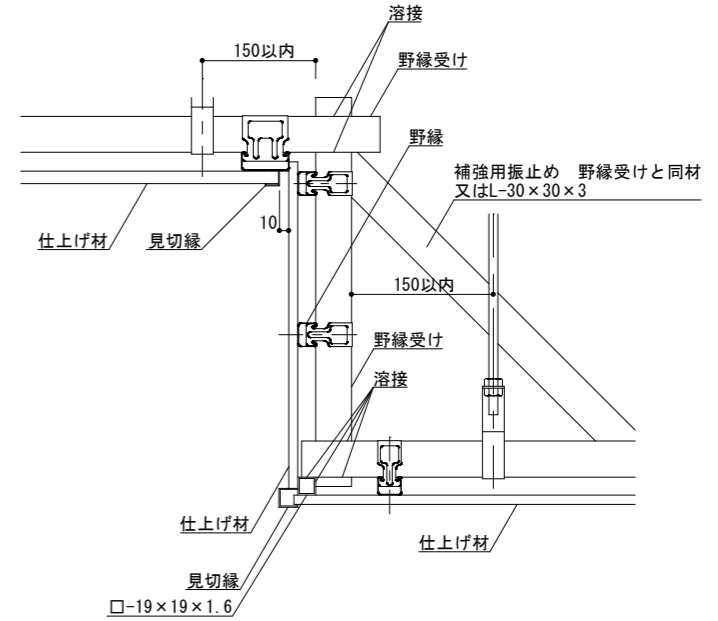 溶接
150以内
野縁受け
野縁
補強用振止め 野縁受けと同材
又はL-30×30×3
10
仕上げ材
見切縁
150以内
野縁受け
溶接
仕上げ材
仕上げ材
見切縁
□-19×19×1.6